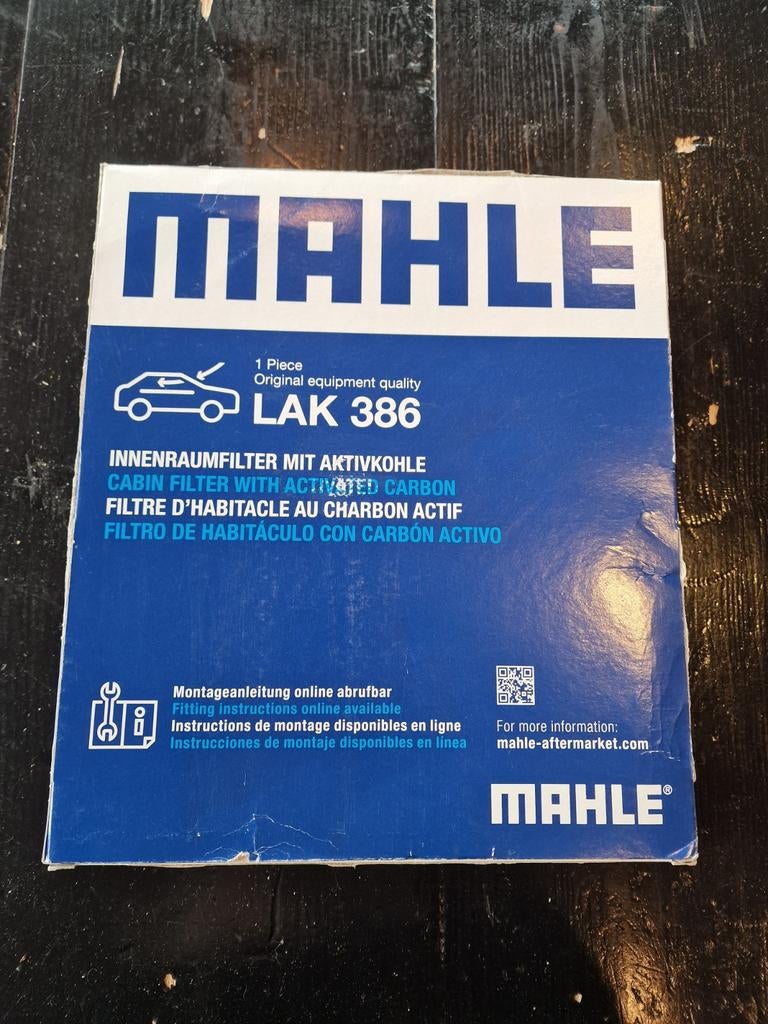 MAHLE
1 Piece
Original equipment quality
LAK 386
INNENRAUMFILTER MIT AKTIVKOHLE
CABIN FILTER WITH ACTIVATED CARBON
FILTRE D'HABITACLE AU CHARBON ACTIF
FILTRO DE HABITÁCULO CON CARBÓN ACTIVO
Montageanleitung online abrufbar
Fitting instructions online available
Instructions de montage disponibles en ligne
Instrucciones de montaje disponibles en línea
For more information:
mahle-aftermarket.com
MAHLE®